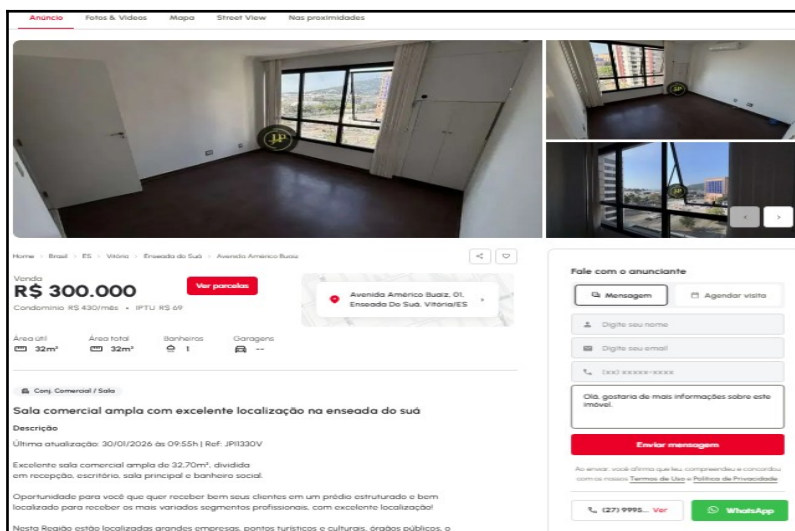 Anúncio Fotos & Vídeos Mapa Street View Nas proximidades
JP
Home > Brasil > ES > Vitória > Enseada do Suá > Avenida Américo Buaiz
Venda
R$ 300.000
Ver parcelas
Condomínio R$ 430/mês • IPTU R$ 69
Avenida Américo Buaiz, 01,
Enseada Do Suá, Vitória/ES
Área útil Área total Banheiros Garagens
32m² 32m² 1 --
Conj. Comercial / Sala
Sala comercial ampla com excelente localização na enseada do suá
Descrição
Última atualização: 30/01/2026 às 09:55h | Ref: JPI1330V
Excelente sala comercial ampla de 32,70m², dividida
em recepção, escritório, sala principal e banheiro social.
Oportunidade para você que quer receber bem seus clientes em um prédio estruturado e bem
localizado para receber os mais variados segmentos profissionais, com excelente localização!
Nesta Região estão localizadas grandes empresas, pontos turísticos e culturais, órgãos públicos, o
Fale com o anunciante
Mensagem Agendar visita
Digite seu nome
Digite seu email
(xx) xxxxx-xxxx
Olá, gostaria de mais informações sobre este
imóvel.
Enviar mensagem
Ao enviar, você afirma que leu, compreendeu e concordou
com os nossos Termos de Uso e Política de Privacidade
(27) 9995... Ver WhatsApp